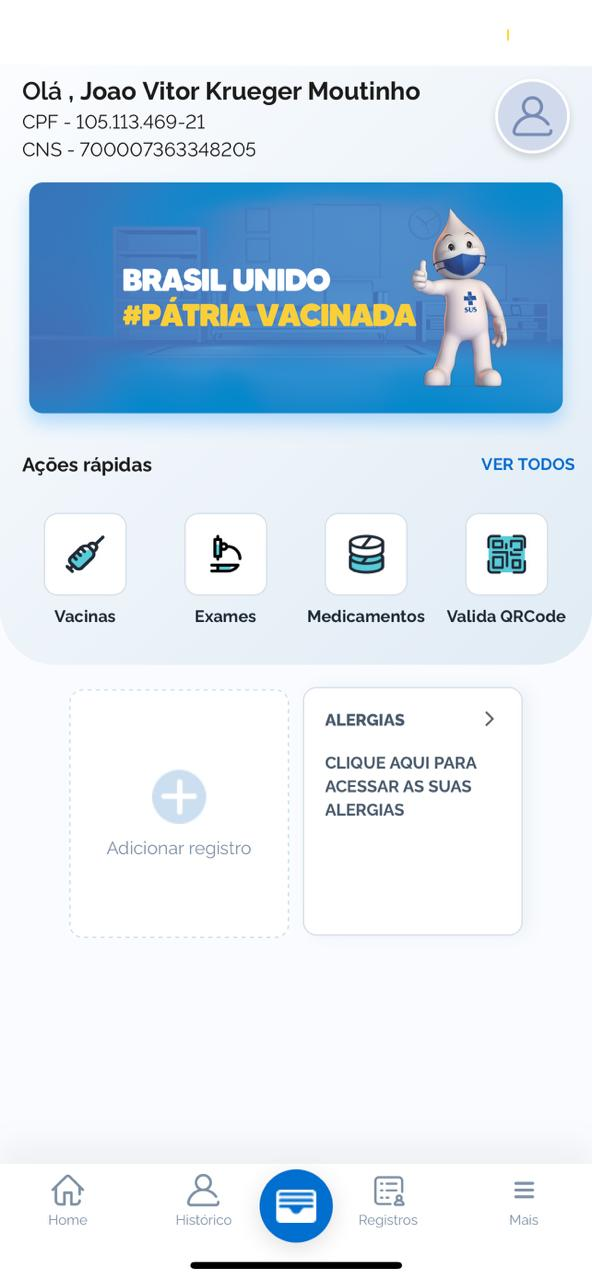 Olá , Joao Vitor Krueger Moutinho
CPF - 105.113.469-21
CNS - 700007363348205
BRASIL UNIDO
#PÁTRIA VACINADA
SUS
Ações rápidas
VER TODOS
Vacinas
Exames
Medicamentos
Valida QRCode
Adicionar registro
ALERGIAS
CLIQUE AQUI PARA
ACESSAR AS SUAS
ALERGIAS
Home
Histórico
Registros
Mais